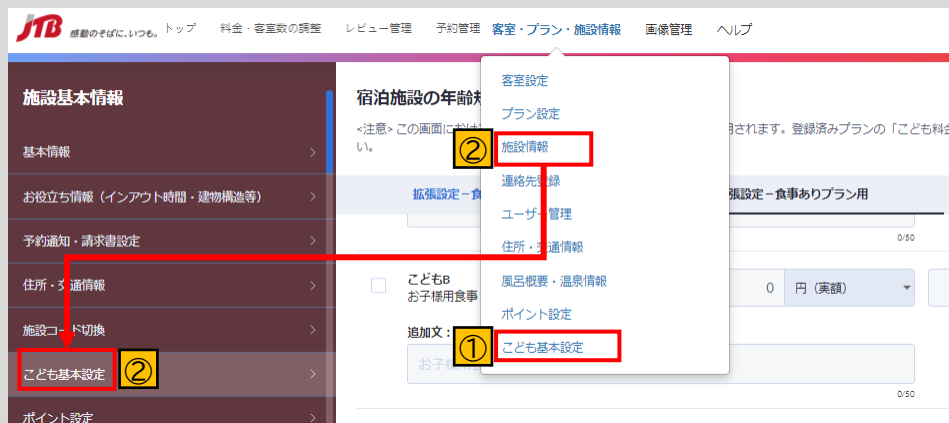 JTB 感動のそばに、いつも。 トップ 料金・客室数の調整 レビュー管理 予約管理 客室・プラン・施設情報 画像管理 ヘルプ
施設基本情報
基本情報
お役立ち情報（インアウト時間・建物構造等）
予約通知・請求書設定
住所・交通情報
施設コード切換
こども基本設定 ②
ポイント設定
客室設定
プラン設定
② 施設情報
連絡先登録
ユーザー管理
住所・交通情報
風呂概要・温泉情報
ポイント設定
① こども基本設定
宿泊施設の年齢
<注意> この画面にお 用されます。登録済みプランの「こども料金
い。
拡張設定－食 張設定－食事ありプラン用
0/50
こどもB
お子様用食事 0 円（実額）
追加文：
お子様用
0/50